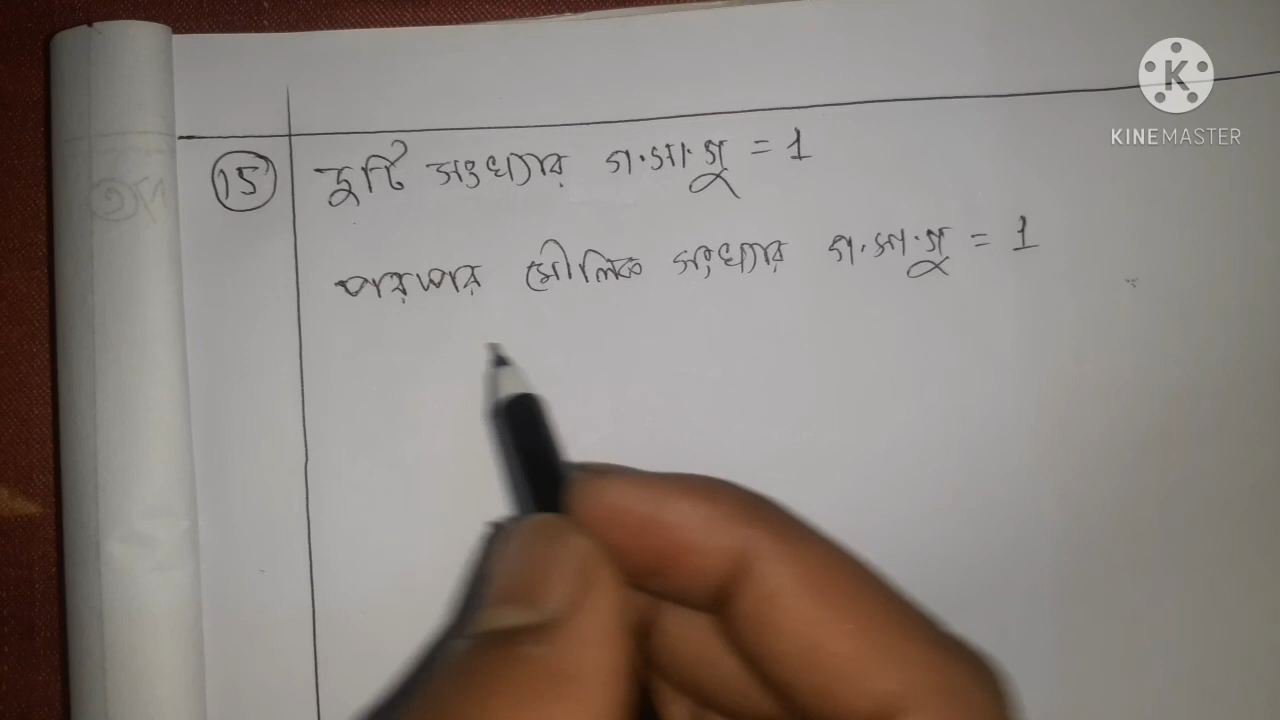 15 দুটি সংখ্যার গ.সা.গু = 1
পরস্পর মৌলিক সংখ্যার গ.সা.গু = 1
K
KINEMASTER